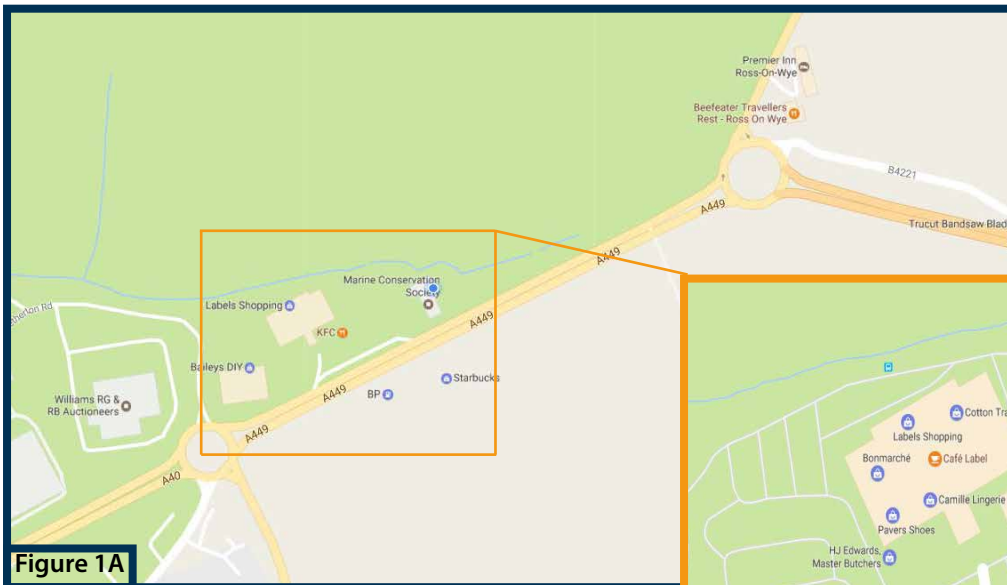 Premier Inn
Ross-On-Wye
Beefeater Travellers
Rest - Ross On Wye
B4221
A449
Trucut Bandsaw Blad
A449
Marine Conservation
Society
Labels Shopping
A449
KFC
Baileys DIY
Starbucks
A449
BP
Williams RG &
RB Auctioneers
A449
A40
Cotton Tra
Labels Shopping
Bonmarché
Café Label
Camille Lingerie
Pavers Shoes
HJ Edwards,
Master Butchers
Figure 1A